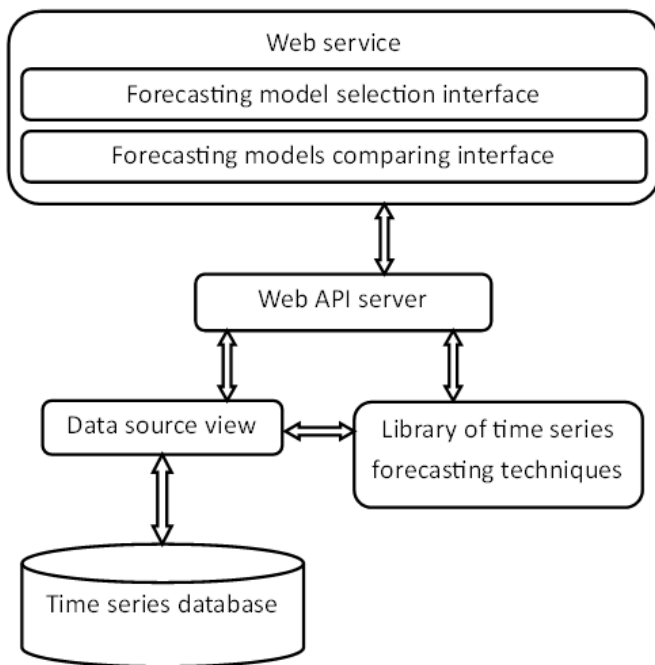 Web service
Forecasting model selection interface
Forecasting models comparing interface
Web API server
Data source view
Library of time series
forecasting techniques
Time series database